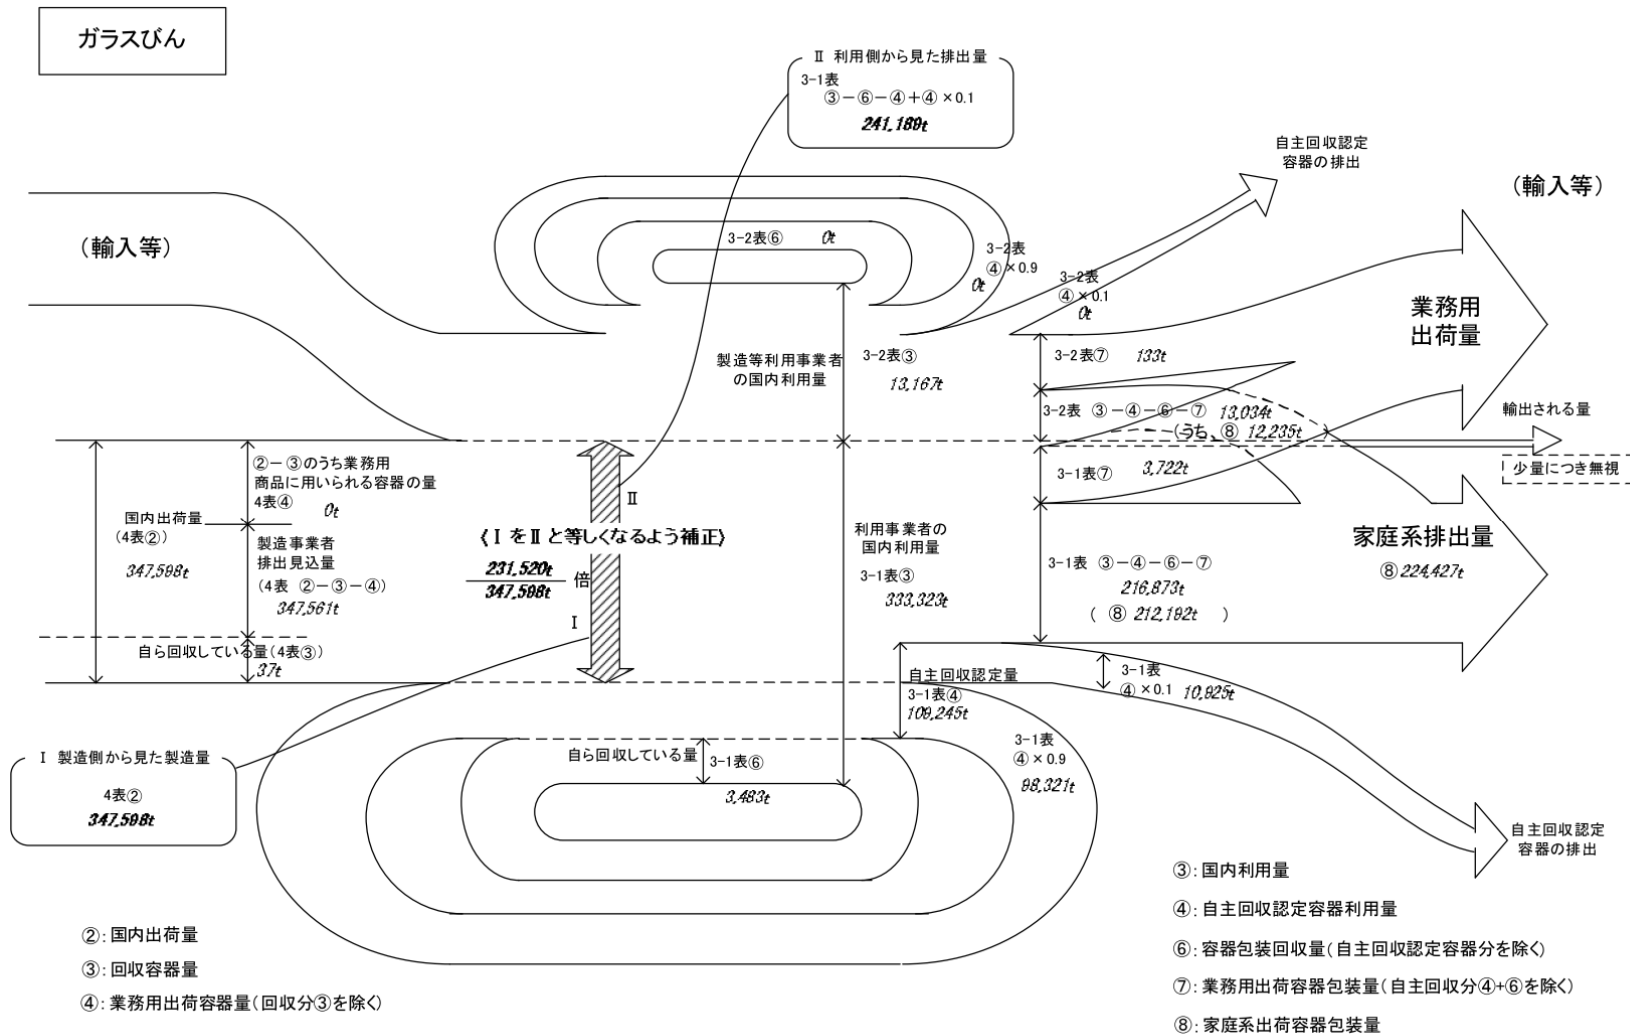 ガラスびん
Ⅱ 利用側から見た排出量
3-1表
③－⑥－④＋④×0.1
241,189t
自主回収認定
容器の排出
(輸入等)
(輸入等)
3-2表⑥ 0t
3-2表
④×0.9
0t
3-2表
④×0.1
0t
業務用
出荷量
製造等利用事業者
の国内利用量
3-2表③
13,167t
3-2表⑦ 133t
3-2表 ③－④－⑥－⑦ 13,034t
(うち、⑧ 12,235t)
輸出される量
少量につき無視
3-1表⑦ 3,722t
②－③のうち業務用
商品に用いられる容器の量
4表④
0t
国内出荷量
(4表②)
347,598t
製造事業者
排出見込量
(4表 ②－③－④)
347,561t
自ら回収している量(4表③)
37t
Ⅱ
《ⅠをⅡと等しくなるよう補正》
231,520t
347,598t
倍
Ⅰ
利用事業者の
国内利用量
3-1表③
333,323t
3-1表 ③－④－⑥－⑦
216,873t
( ⑧ 212,192t )
家庭系排出量
⑧224,427t
自主回収認定量
3-1表④
109,245t
3-1表
④×0.1 10,925t
3-1表
④×0.9
98,321t
自ら回収している量
3-1表⑥
3,483t
Ⅰ 製造側から見た製造量
4表②
347,598t
自主回収認定
容器の排出
②：国内出荷量
③：回収容器量
④：業務用出荷容器量(回収分③を除く)
③：国内利用量
④：自主回収認定容器利用量
⑥：容器包装回収量(自主回収認定容器分を除く)
⑦：業務用出荷容器包装量(自主回収分④+⑥を除く)
⑧：家庭系出荷容器包装量